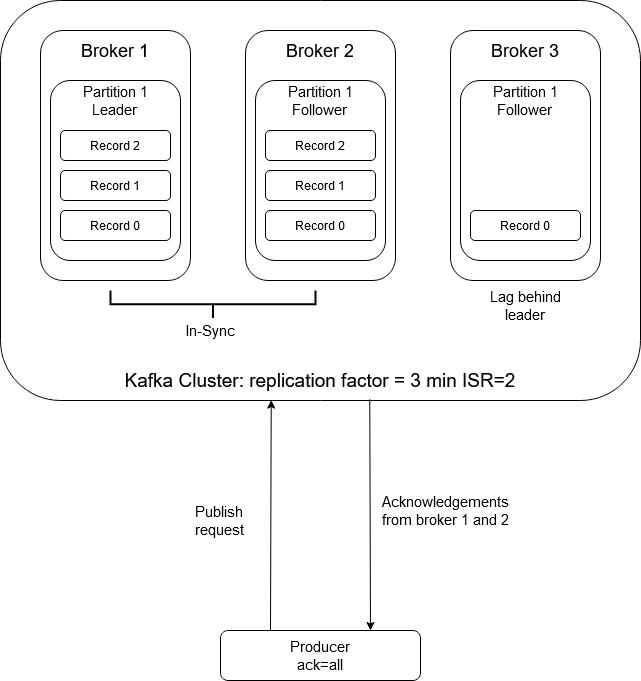 Broker 1
Partition 1
Leader
Record 2
Record 1
Record 0
Broker 2
Partition 1
Follower
Record 2
Record 1
Record 0
Broker 3
Partition 1
Follower
Record 0
In-Sync
Lag behind
leader
Kafka Cluster: replication factor = 3 min ISR=2
Publish
request
Acknowledgements
from broker 1 and 2
Producer
ack=all